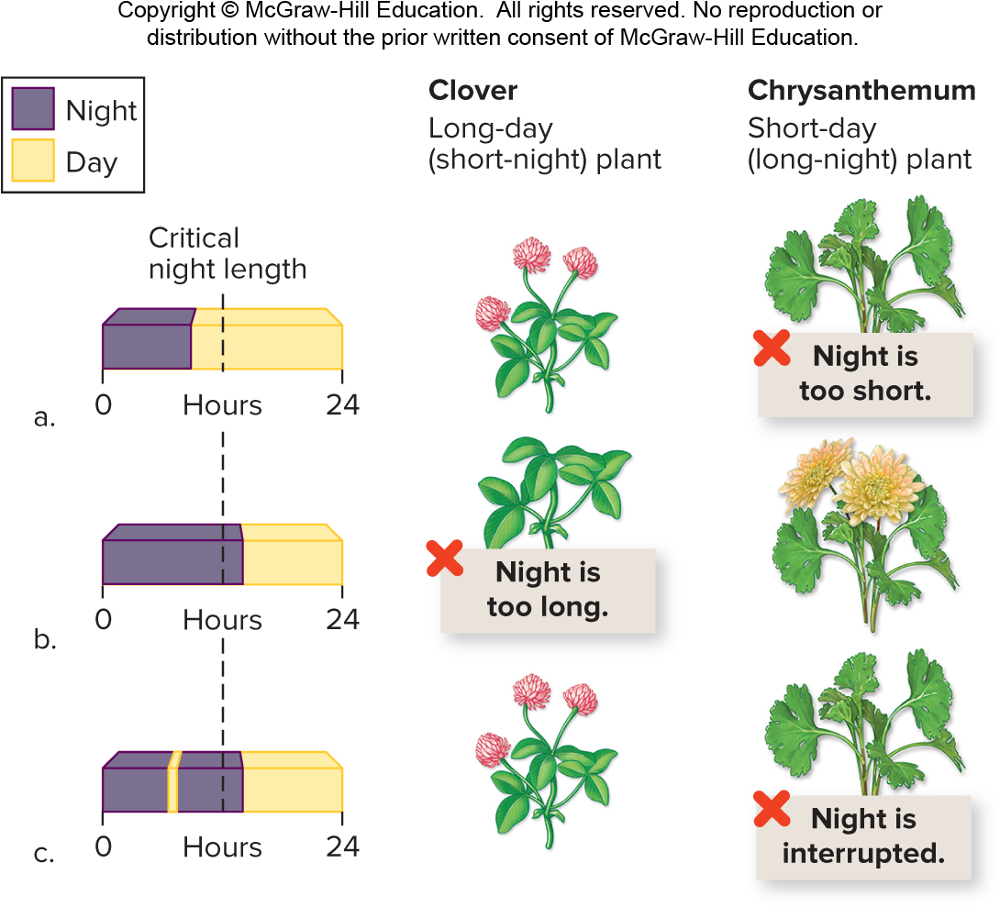 Copyright © McGraw-Hill Education.  All rights reserved. No reproduction or
distribution without the prior written consent of McGraw-Hill Education.
Night
Day
Clover
Long-day
(short-night) plant
Chrysanthemum
Short-day
(long-night) plant
Critical
night length
Night is
too short.
a.
0 Hours 24
Night is
too long.
b.
0 Hours 24
Night is
interrupted.
c.
0 Hours 24